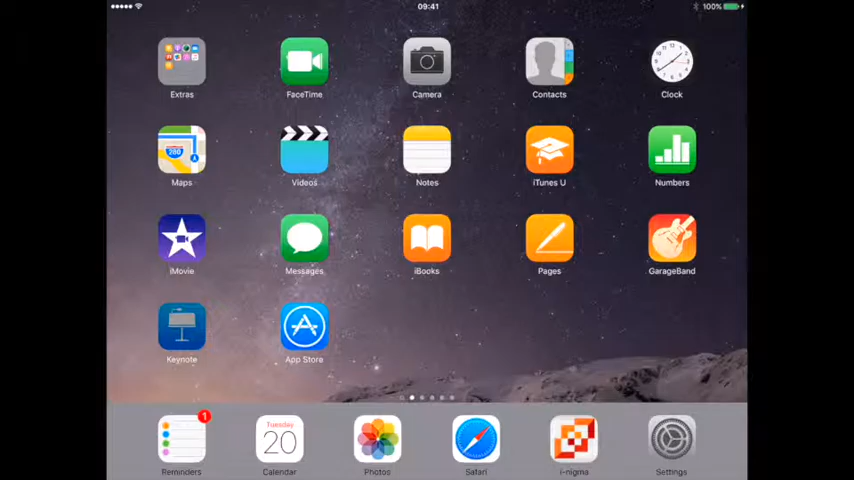 09:41
100%
Extras
FaceTime
Camera
Contacts
Clock
280
Maps
Videos
Notes
iTunes U
Numbers
iMovie
Messages
iBooks
Pages
GarageBand
Keynote
App Store
1
Tuesday
20
Reminders
Calendar
Photos
Safari
i-nigma
Settings